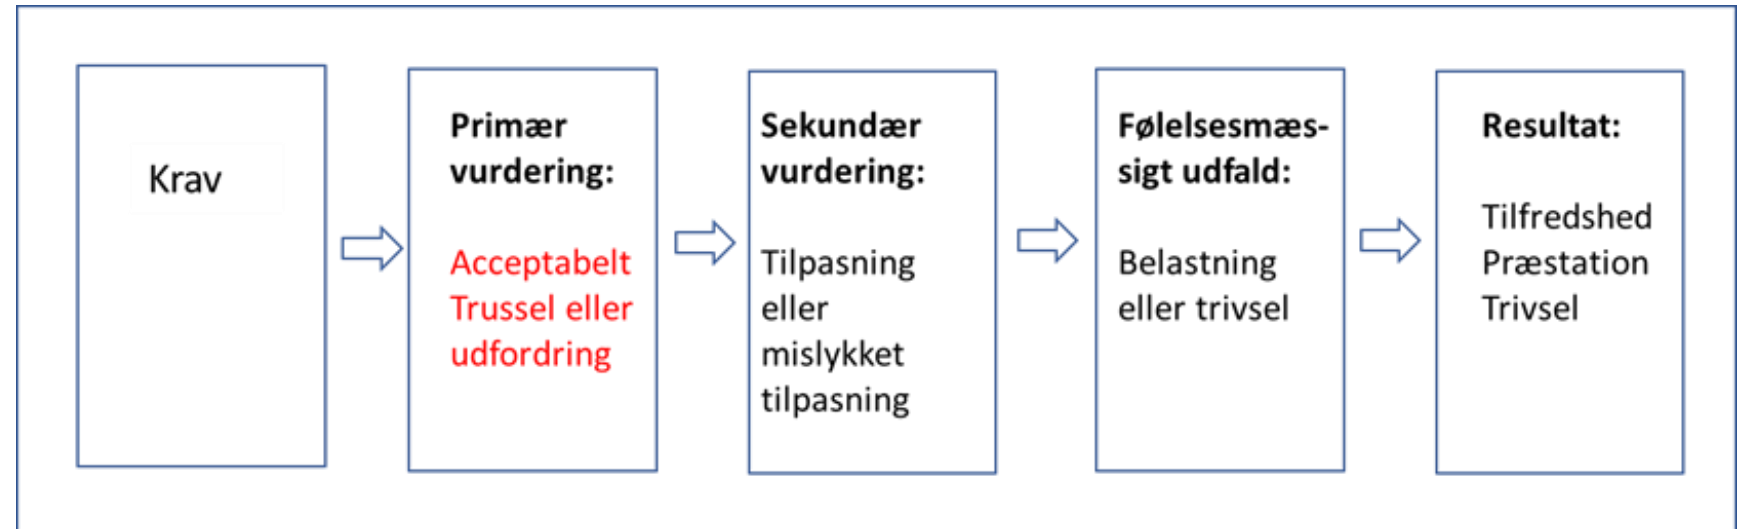 Krav
Primær
vurdering:
Acceptabelt
Trussel eller
udfordring
Sekundær
vurdering:
Tilpasning
eller
mislykket
tilpasning
Følelsesmæs-
sigt udfald:
Belastning
eller trivsel
Resultat:
Tilfredshed
Præstation
Trivsel